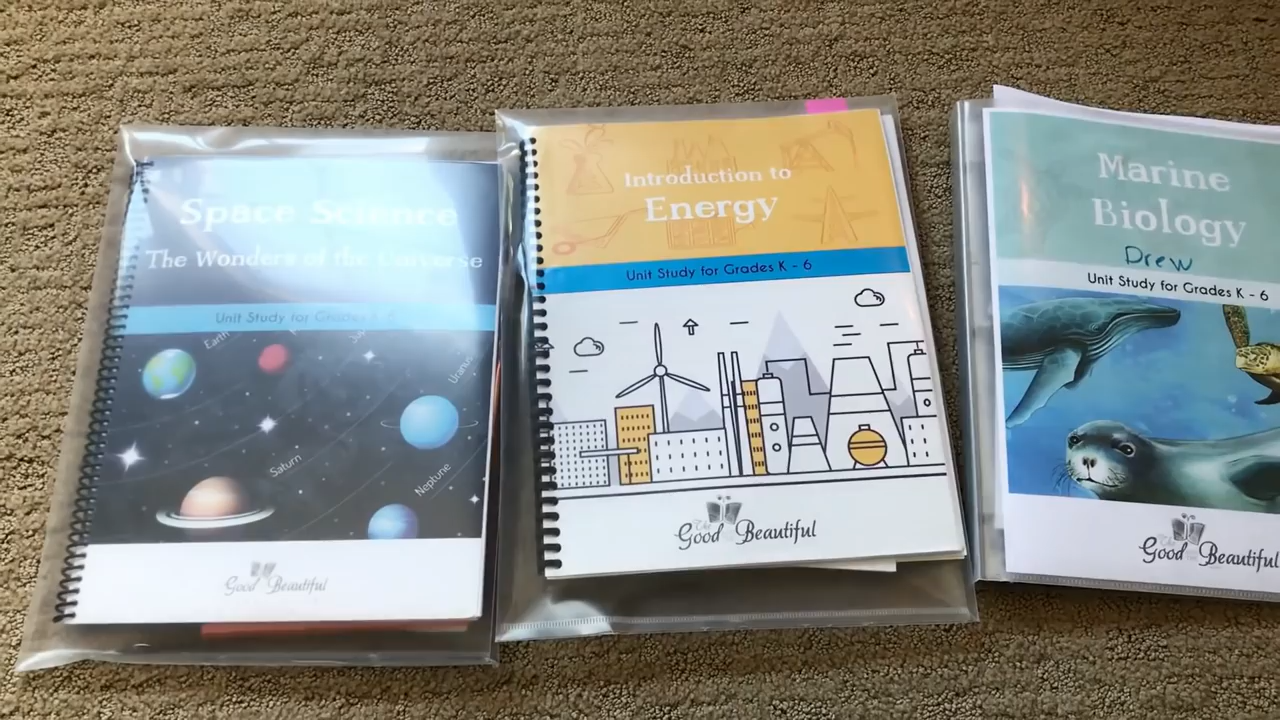 Space Science
The Wonders of the Universe
Unit Study for Grades K - 6
Earth
Saturn
Uranus
Neptune
Good Beautiful
Introduction to
Energy
Unit Study for Grades K - 6
The
Good Beautiful
Marine
Biology
Drew
Unit Study for Grades K - 6
Good Beautiful